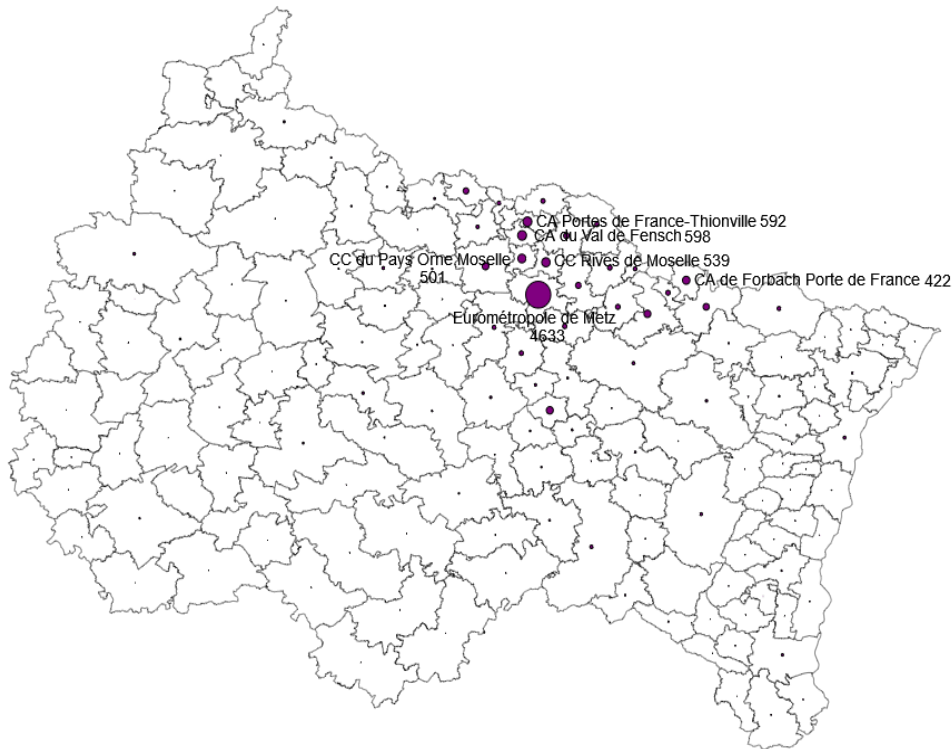 CA Portes de France-Thionville 592
CA du Val de Fensch 598
CC du Pays Orne Moselle
501
CC Rives de Moselle 539
CA de Forbach Porte de France 422
Eurométropole de Metz
4633